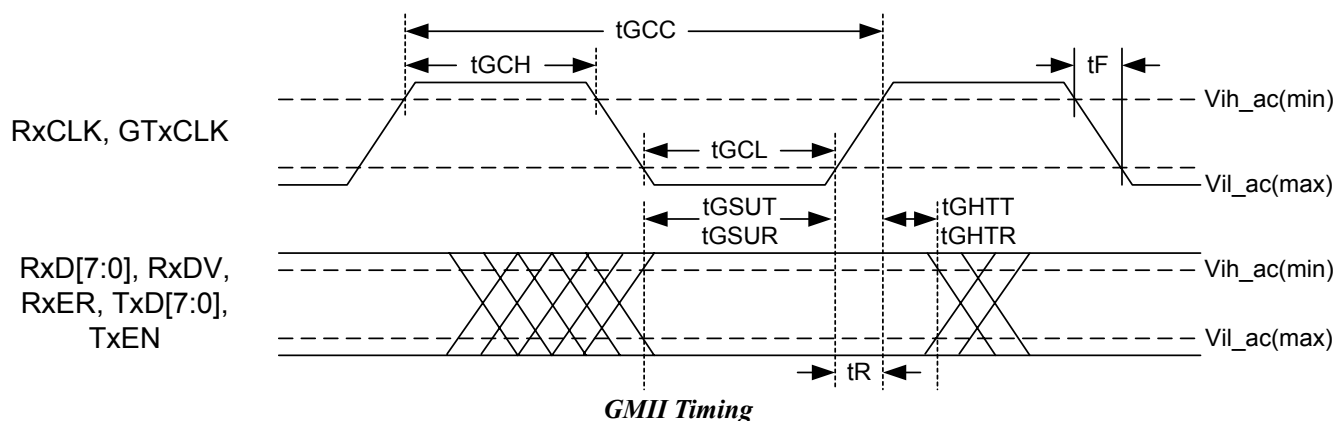 tGCC
tGCH
tF
Vih_ac(min)
RxCLK, GTxCLK
tGCL
Vil_ac(max)
tGSUT
tGSUR
tGHTT
tGHTR
RxD[7:0], RxDV,
RxER, TxD[7:0],
TxEN
Vih_ac(min)
Vil_ac(max)
tR
GMII Timing